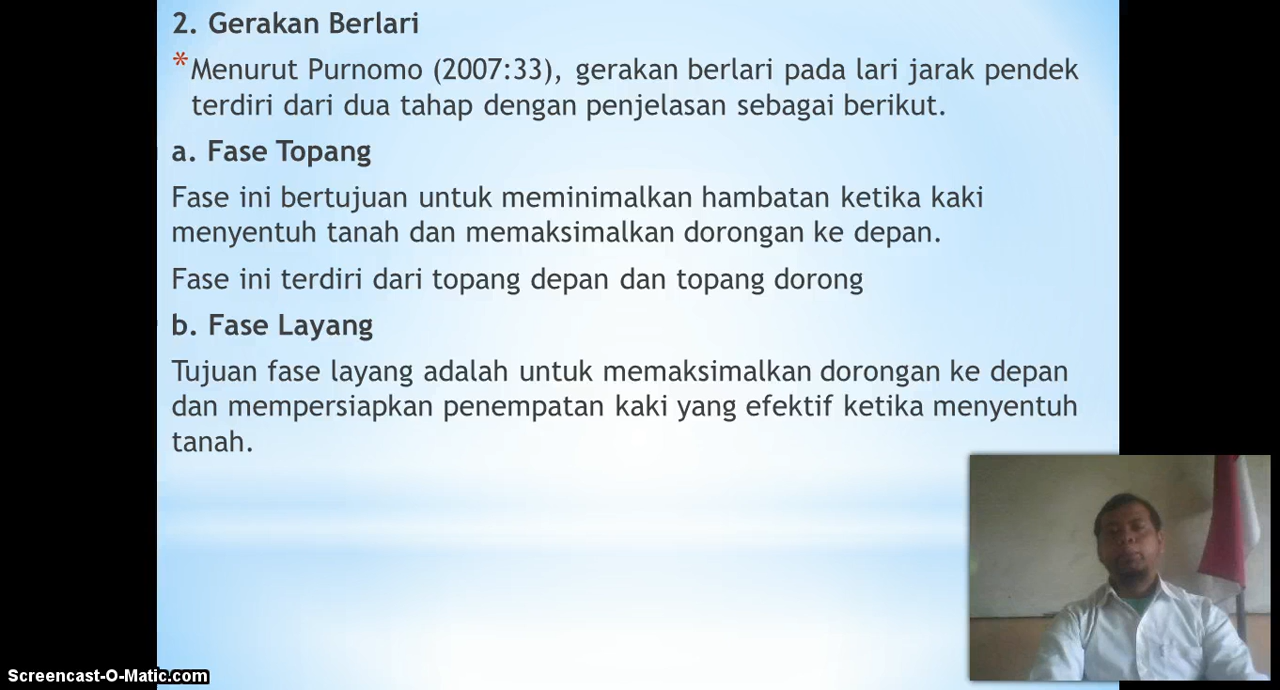 2. Gerakan Berlari
* Menurut Purnomo (2007:33), gerakan berlari pada lari jarak pendek
terdiri dari dua tahap dengan penjelasan sebagai berikut.
a. Fase Topang
Fase ini bertujuan untuk meminimalkan hambatan ketika kaki
menyentuh tanah dan memaksimalkan dorongan ke depan.
Fase ini terdiri dari topang depan dan topang dorong
b. Fase Layang
Tujuan fase layang adalah untuk memaksimalkan dorongan ke depan
dan mempersiapkan penempatan kaki yang efektif ketika menyentuh
tanah.
Screencast-O-Matic.com